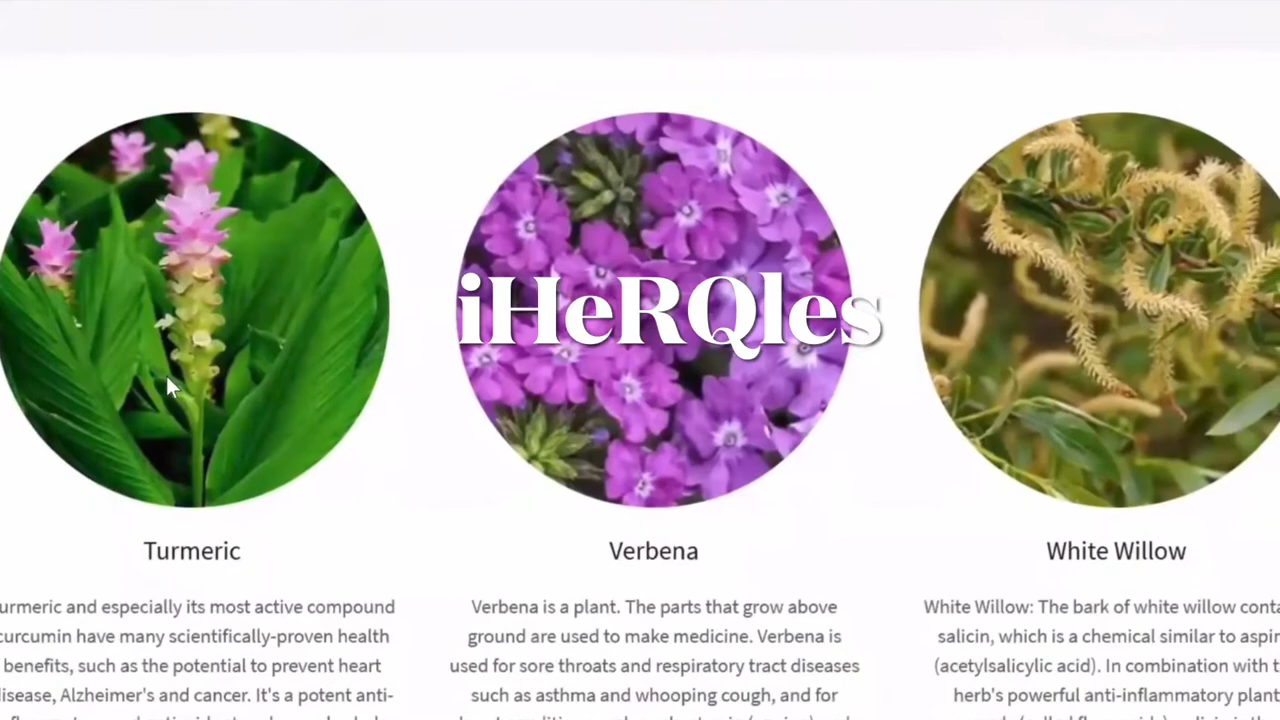 iHeRQles
Turmeric
urmeric and especially its most active compound
curcumin have many scientifically-proven health
benefits, such as the potential to prevent heart
disease, Alzheimer's and cancer. It's a potent anti-
Verbena
Verbena is a plant. The parts that grow above
ground are used to make medicine. Verbena is
used for sore throats and respiratory tract diseases
such as asthma and whooping cough, and for
White Willow
White Willow: The bark of white willow conta
salicin, which is a chemical similar to aspir
(acetylsalicylic acid). In combination with t
herb's powerful anti-inflammatory plant